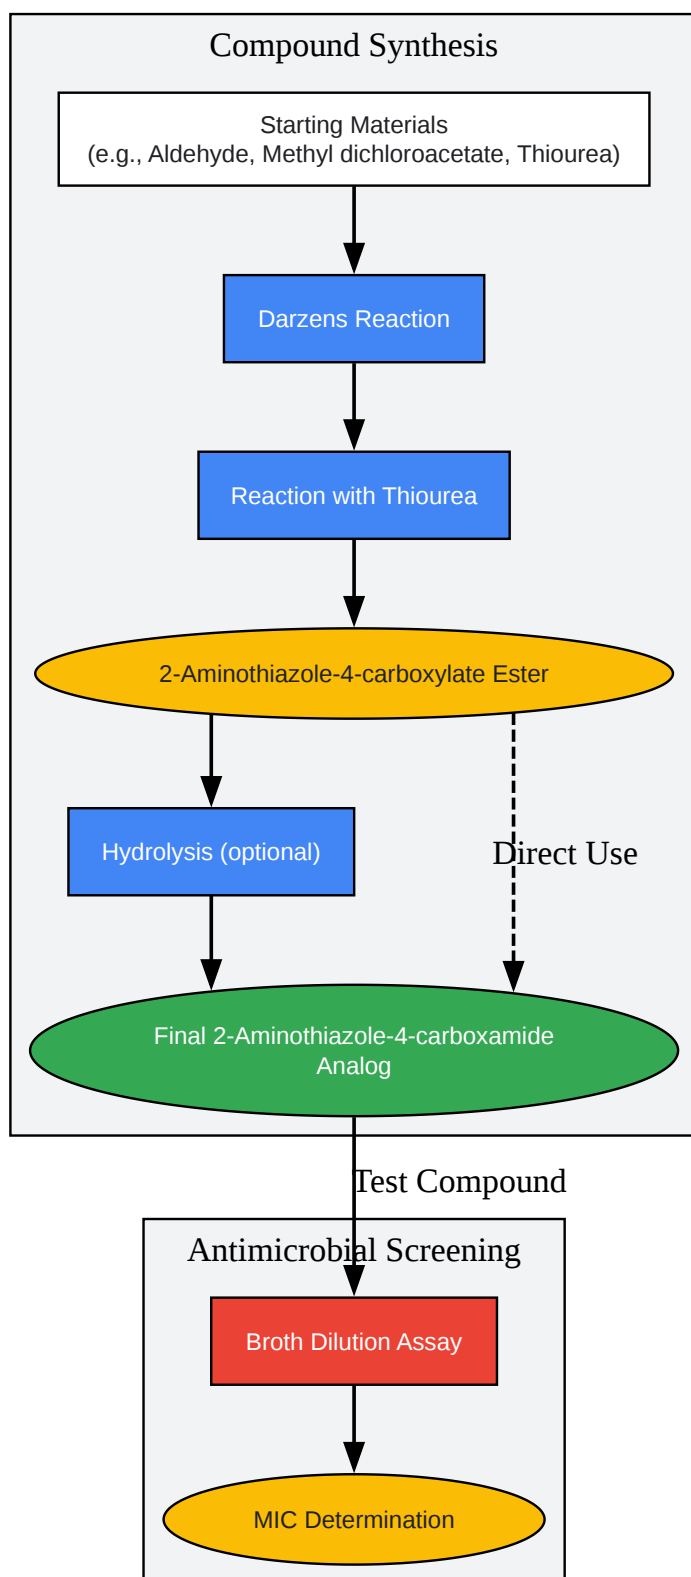 Compound Synthesis
Starting Materials
(e.g., Aldehyde, Methyl dichloroacetate, Thiourea)
Darzens Reaction
Reaction with Thiourea
2-Aminothiazole-4-carboxylate Ester
Hydrolysis (optional)
Direct Use
Final 2-Aminothiazole-4-carboxamide
Analog
Test Compound
Antimicrobial Screening
Broth Dilution Assay
MIC Determination